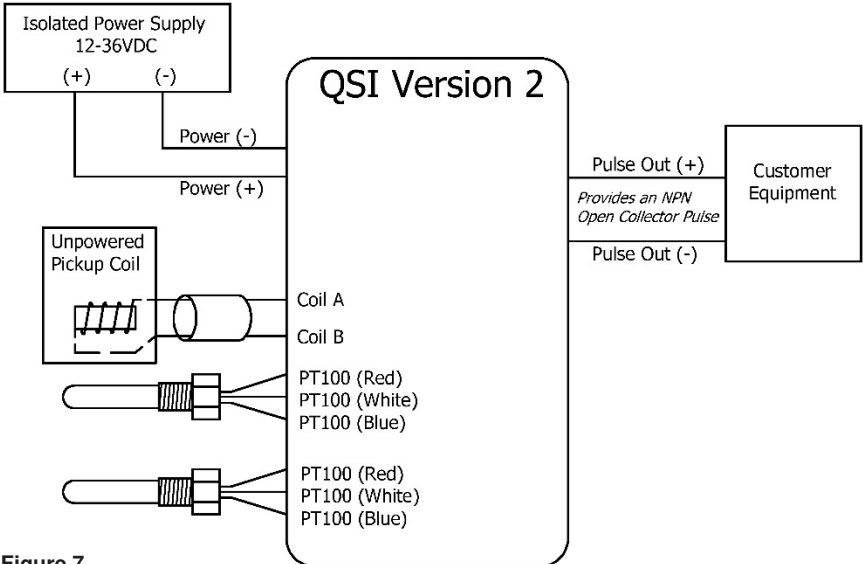 Isolated Power Supply
12-36VDC
(+) (-)
QSI Version 2
Power (-)
Power (+)
Pulse Out (+)
Provides an NPN
Open Collector Pulse
Pulse Out (-)
Customer
Equipment
Unpowered
Pickup Coil
Coil A
Coil B
PT100 (Red)
PT100 (White)
PT100 (Blue)
PT100 (Red)
PT100 (White)
PT100 (Blue)
Figure 7